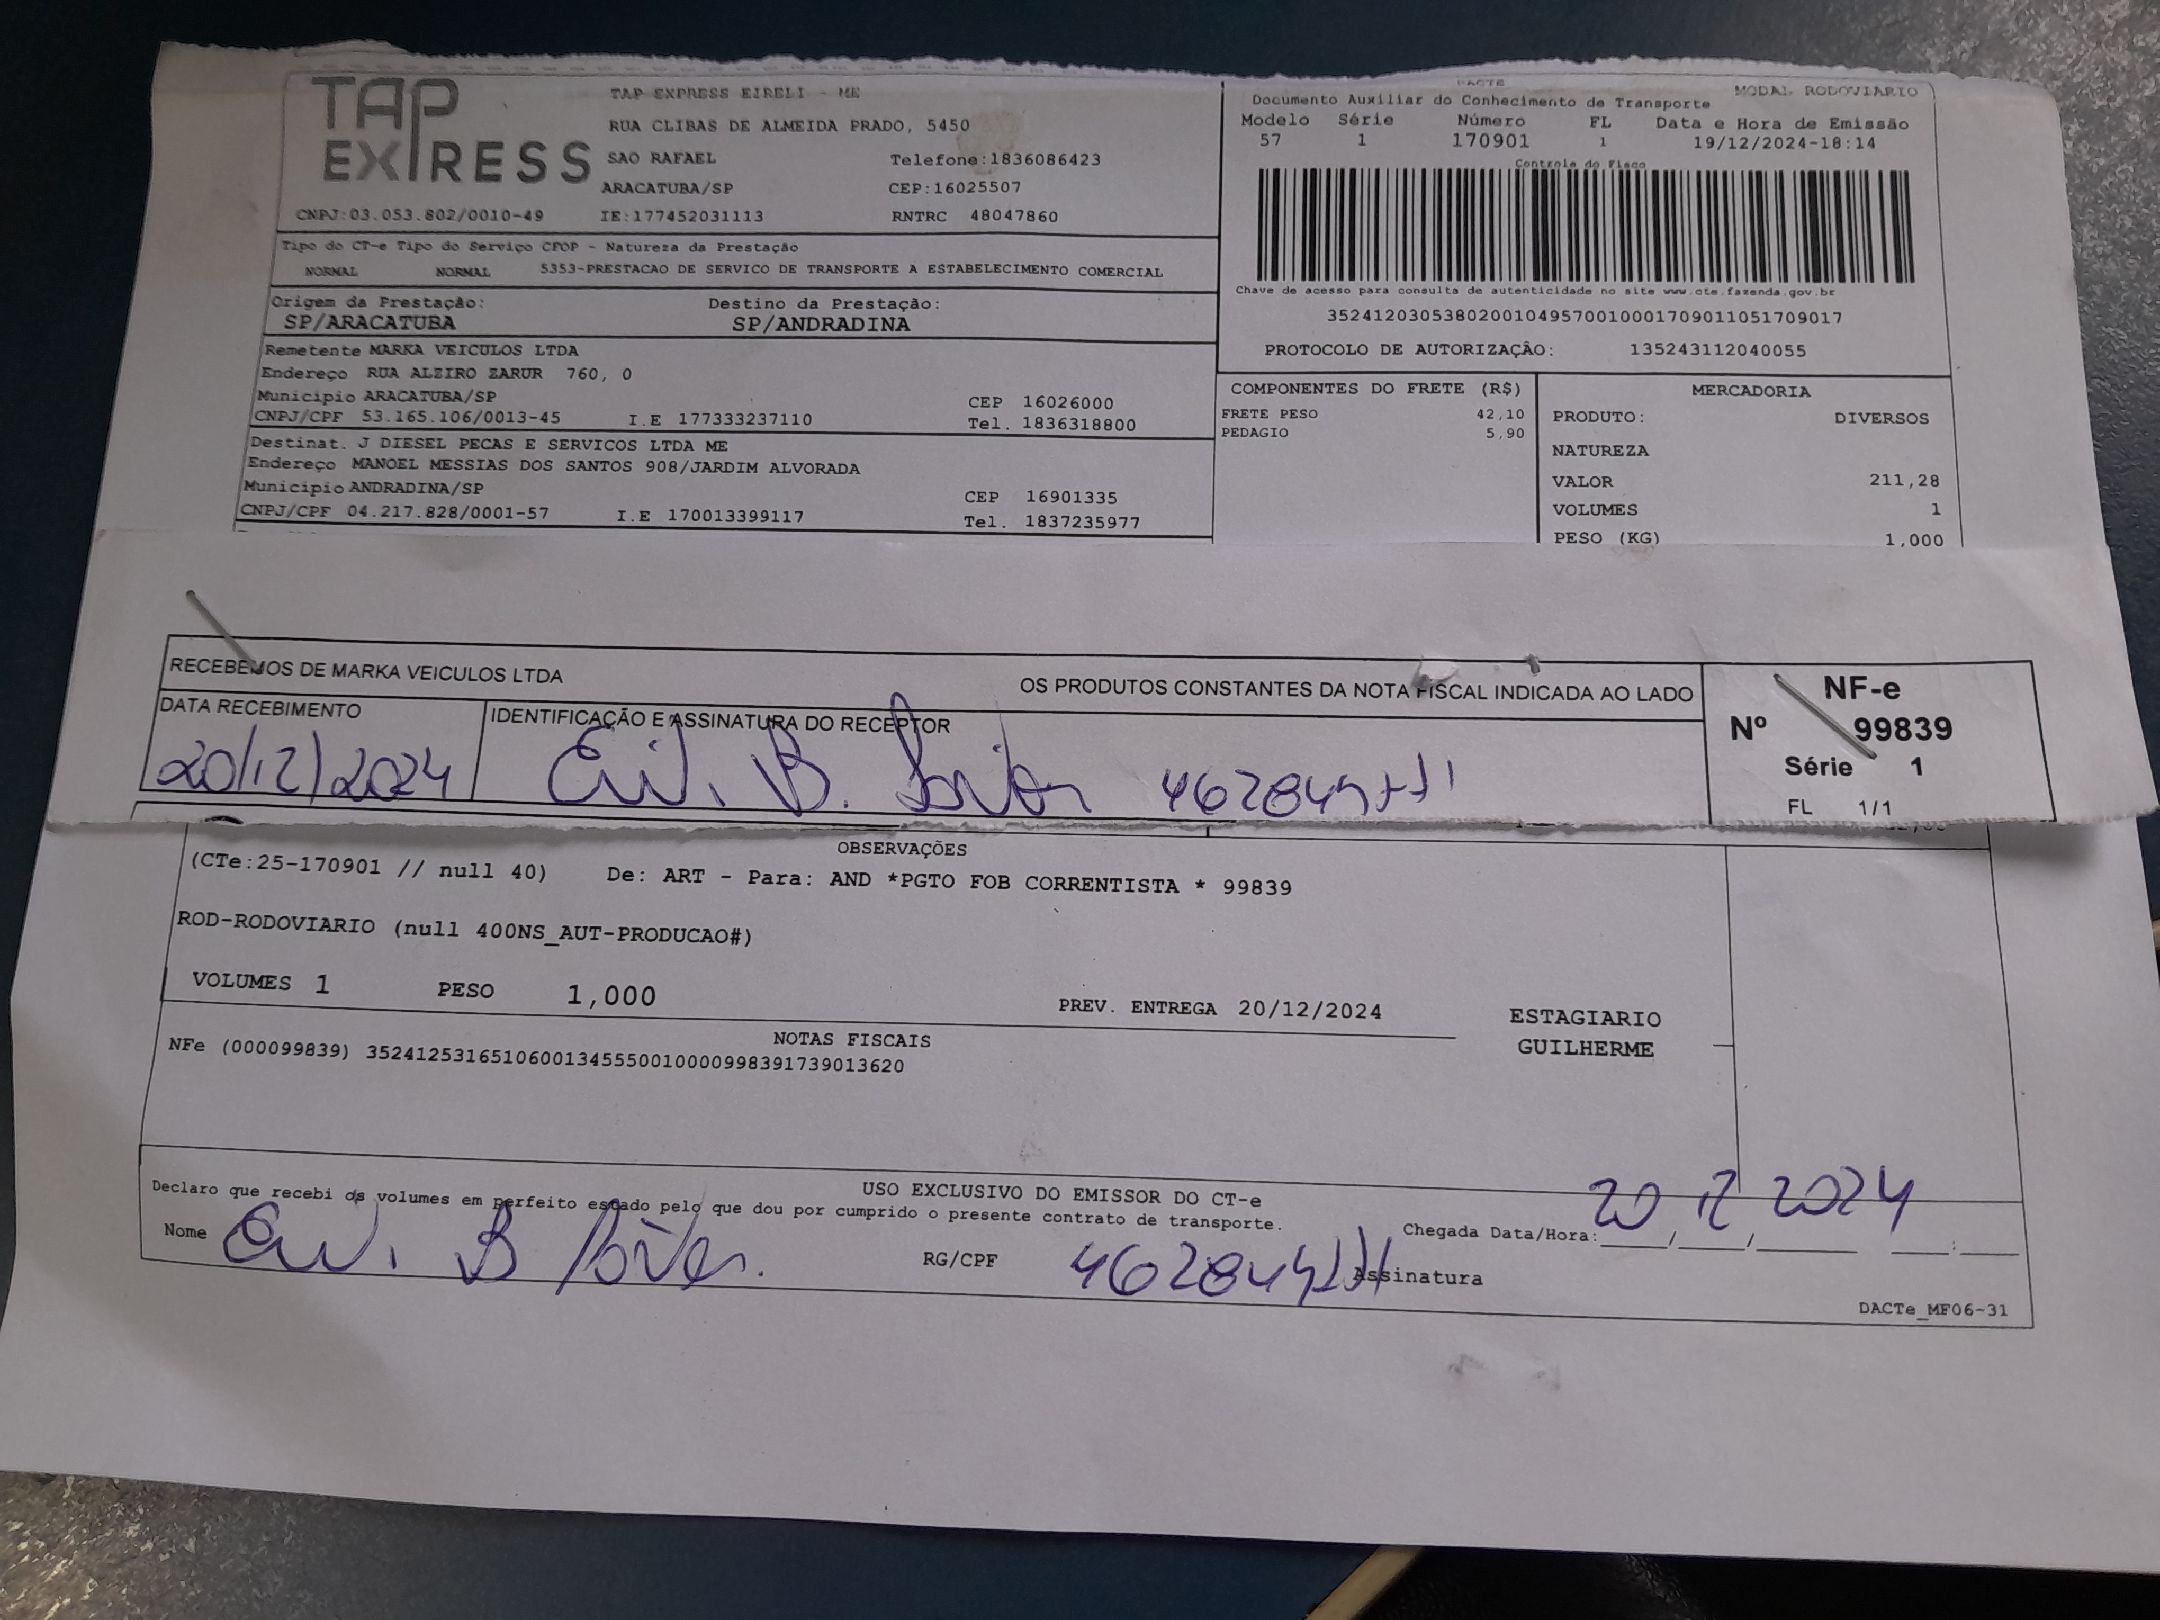 TAP EXPRESS
TAP EXPRESS EIRELI - ME
RUA CLIBAS DE ALMEIDA PRADO, 5450
SAO RAFAEL Telefone:1836086423
ARACATUBA/SP CEP:16025507
CNPJ:03.053.802/0010-49 IE:177452031113 RNTRC 48047860
DACTE MODAL RODOVIARIO
Documento Auxiliar do Conhecimento de Transporte
Modelo Série Número FL Data e Hora de Emissão
57 1 170901 1 19/12/2024-18:14
Controle do Fisco
Chave de acesso para consulta de autenticidade no site www.cte.fazenda.gov.br
35241203053802001049570010001709011051709017
PROTOCOLO DE AUTORIZAÇÃO: 135243112040055
Tipo do CT-e Tipo do Serviço CFOP - Natureza da Prestação
NORMAL NORMAL 5353-PRESTACAO DE SERVICO DE TRANSPORTE A ESTABELECIMENTO COMERCIAL
Origem da Prestação: Destino da Prestação:
SP/ARACATUBA SP/ANDRADINA
Remetente MARKA VEICULOS LTDA
Endereço RUA ALZIRO ZARUR 760, 0
Municipio ARACATUBA/SP CEP 16026000
CNPJ/CPF 53.165.106/0013-45 I.E 177333237110 Tel. 1836318800
Destinat. J DIESEL PECAS E SERVICOS LTDA ME
Endereço MANOEL MESSIAS DOS SANTOS 908/JARDIM ALVORADA
Municipio ANDRADINA/SP CEP 16901335
CNPJ/CPF 04.217.828/0001-57 I.E 170013399117 Tel. 1837235977
COMPONENTES DO FRETE (R$)
FRETE PESO 42,10
PEDAGIO 5,90
MERCADORIA
PRODUTO: DIVERSOS
NATUREZA
VALOR 211,28
VOLUMES 1
PESO (KG) 1,000
RECEBEMOS DE MARKA VEICULOS LTDA OS PRODUTOS CONSTANTES DA NOTA FISCAL INDICADA AO LADO
DATA RECEBIMENTO IDENTIFICAÇÃO E ASSINATURA DO RECEPTOR
20/12/2024 B.
NF-e
Nº 99839
Série 1
FL 1/1
OBSERVAÇÕES
(CTe:25-170901 // null 40) De: ART - Para: AND *PGTO FOB CORRENTISTA * 99839
ROD-RODOVIARIO (null 400NS_AUT-PRODUCAO#)
VOLUMES 1 PESO 1,000 PREV. ENTREGA 20/12/2024
ESTAGIARIO
GUILHERME
NOTAS FISCAIS
NFe (000099839) 35241253165106001345550010000998391739013620
USO EXCLUSIVO DO EMISSOR DO CT-e
Declaro que recebi os volumes em perfeito estado pelo que dou por cumprido o presente contrato de transporte.
Chegada Data/Hora: 20 12 2024
Nome B RG/CPF Assinatura
DACTe_MF06-31